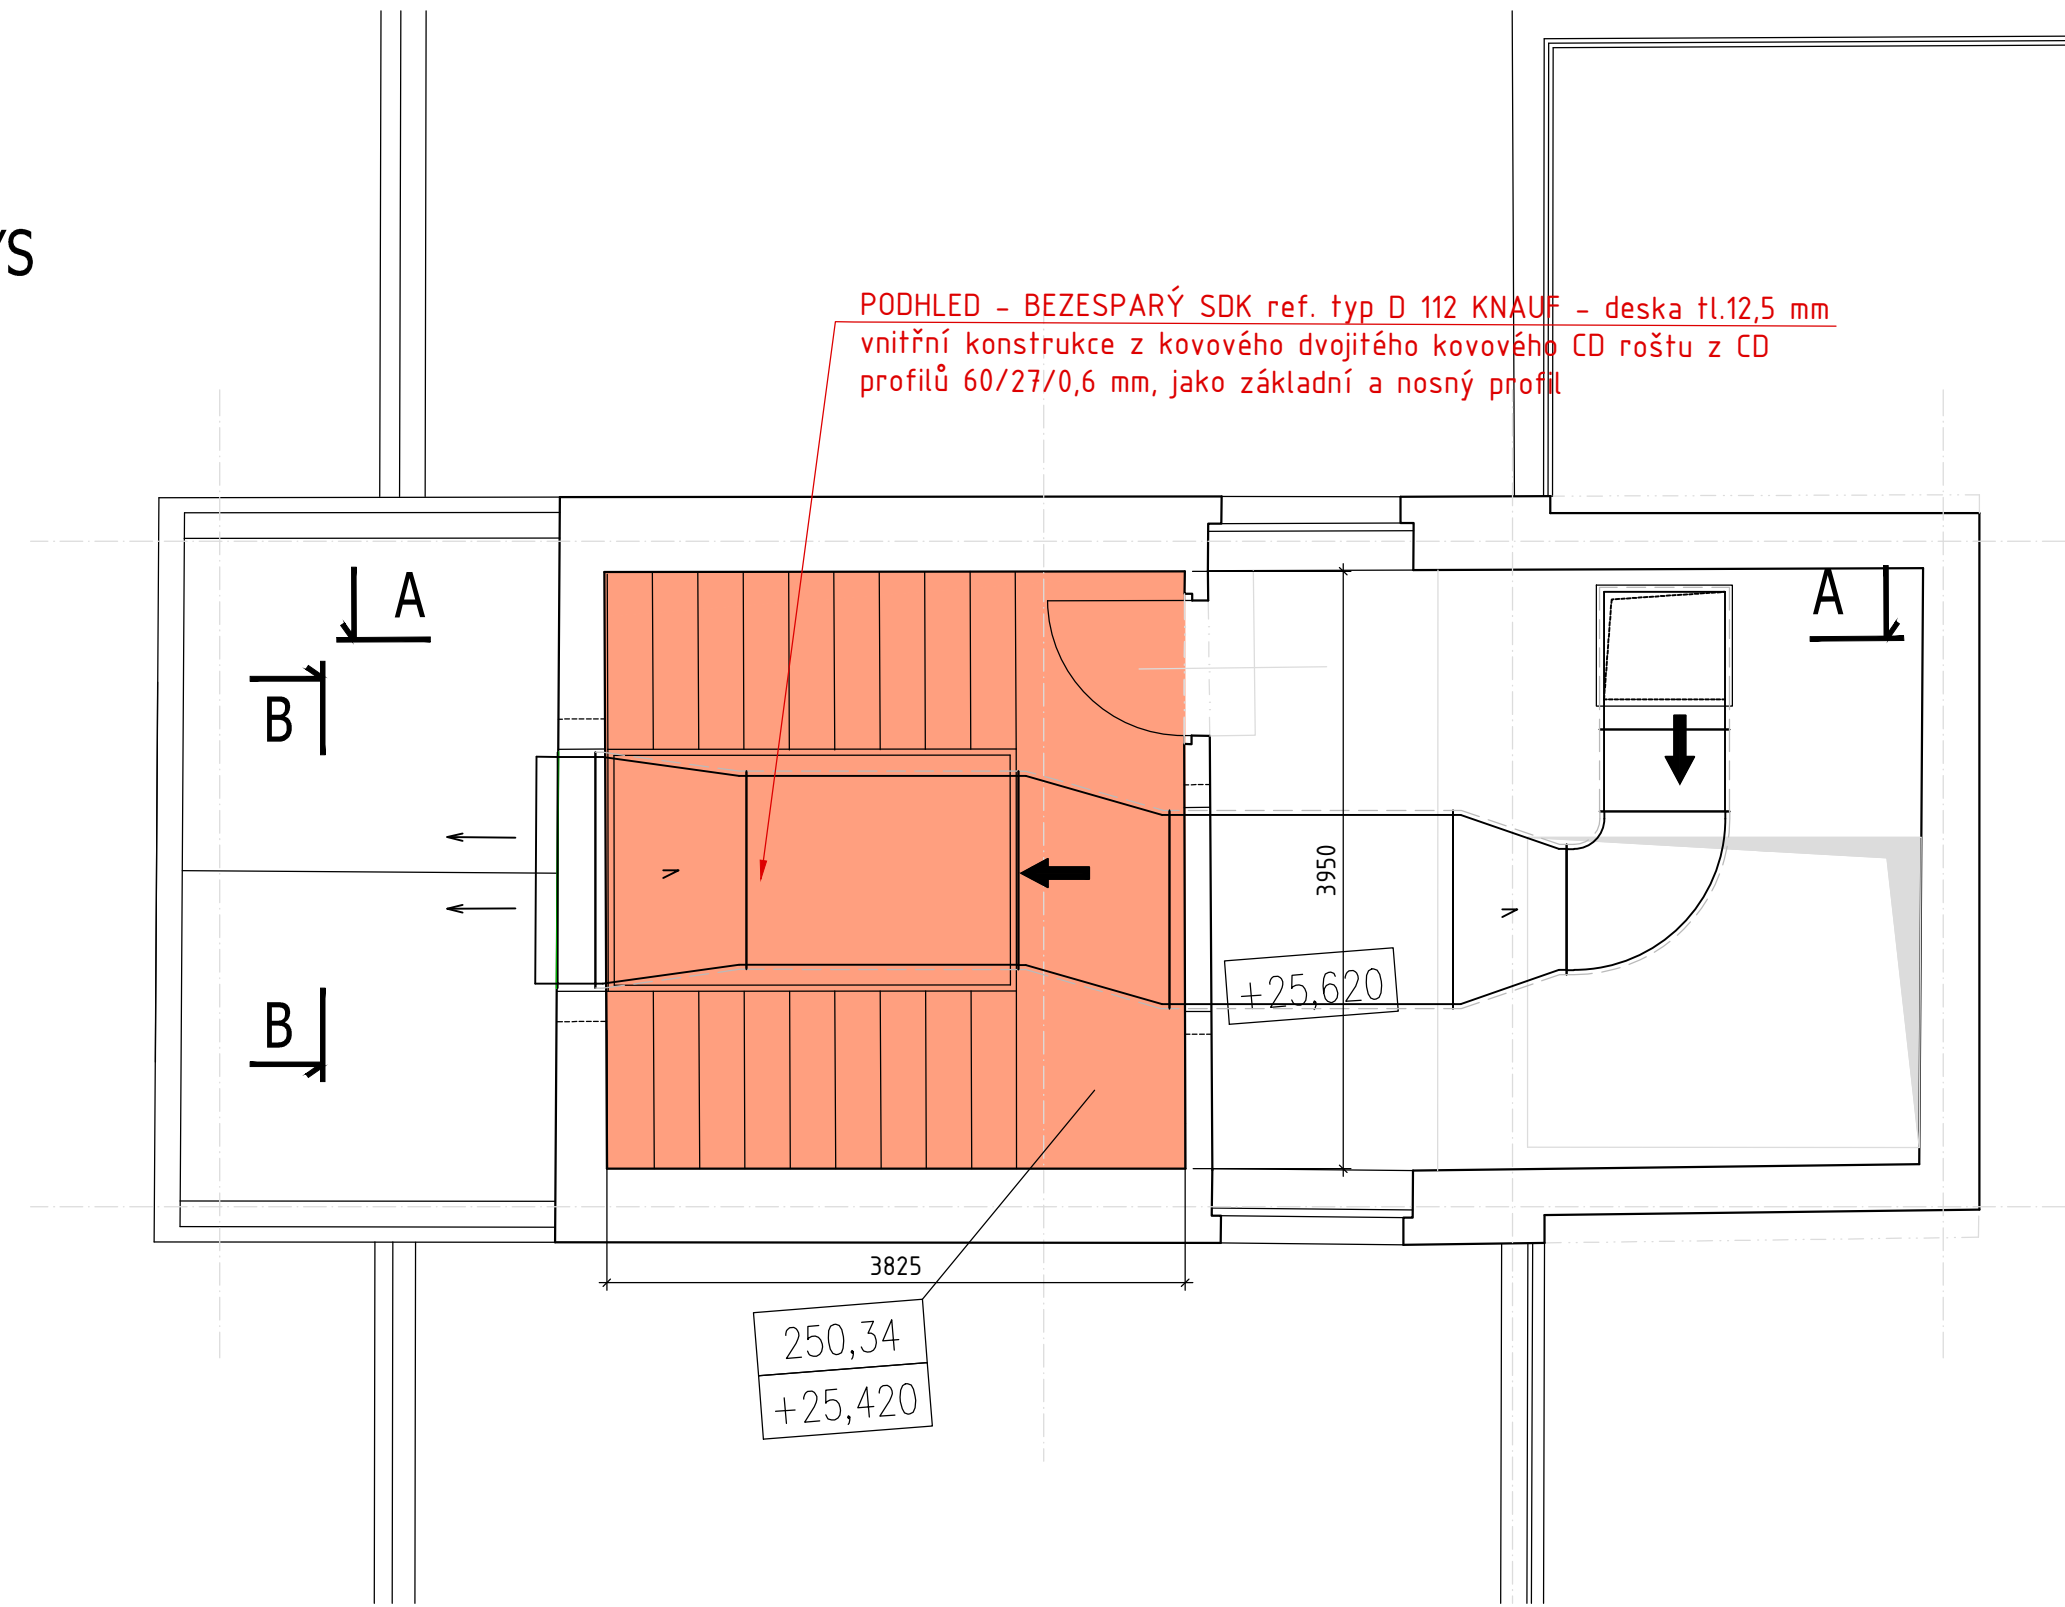 PODHLED - BEZESPARÝ SDK ref. typ D 112 KNAUF - deska tl.12,5 mm
vnitřní konstrukce z kovového dvojitého kovového CD roštu z CD
profilů 60/27/0,6 mm, jako základní a nosný profil
A
A
B
B
3950
+25,620
3825
250,34
+25,420